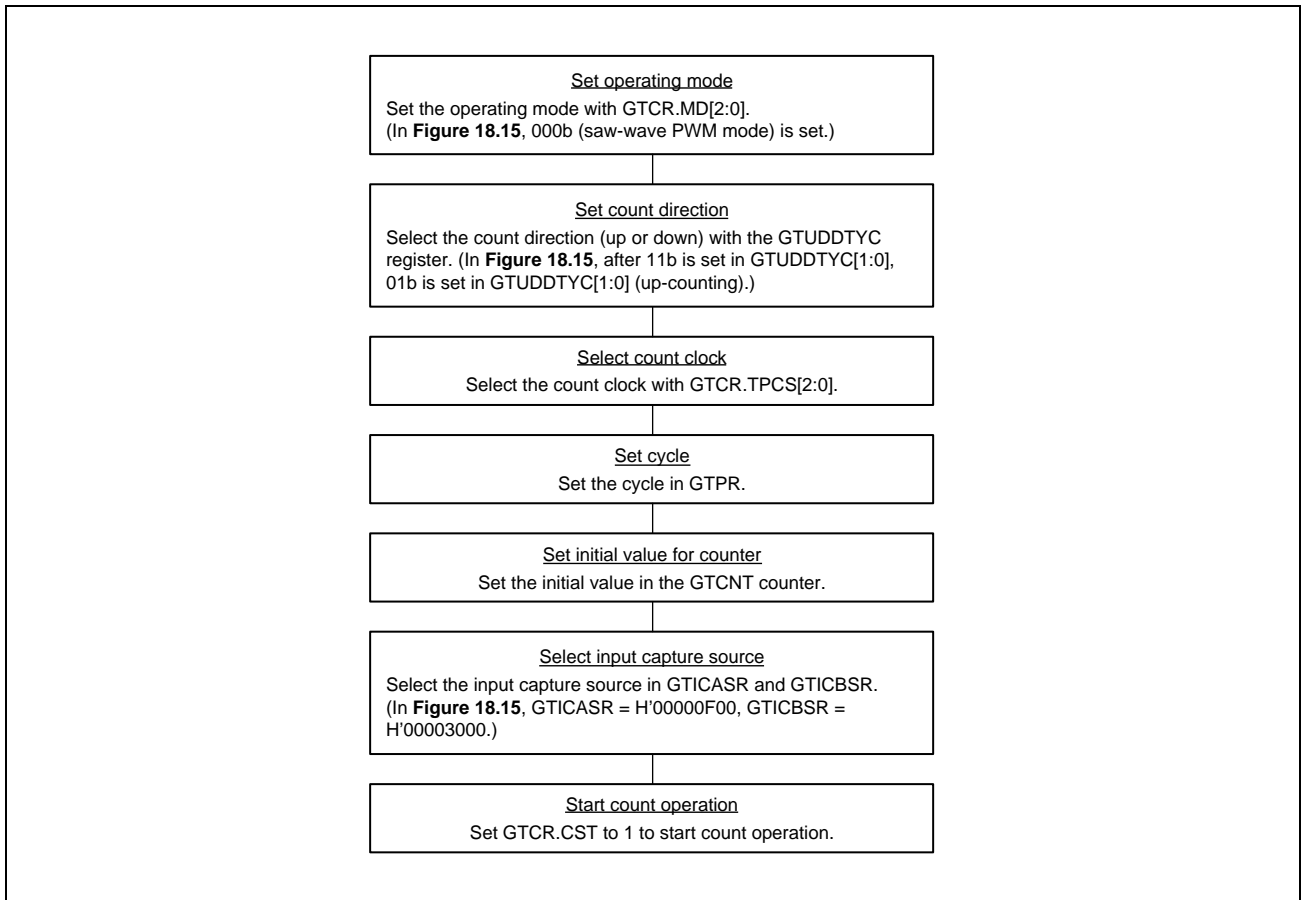 Set operating mode
Set the operating mode with GTCR.MD[2:0].
(In Figure 18.15, 000b (saw-wave PWM mode) is set.)
Set count direction
Select the count direction (up or down) with the GTUDDTYC
register. (In Figure 18.15, after 11b is set in GTUDDTYC[1:0],
01b is set in GTUDDTYC[1:0] (up-counting).)
Select count clock
Select the count clock with GTCR.TPCS[2:0].
Set cycle
Set the cycle in GTPR.
Set initial value for counter
Set the initial value in the GTCNT counter.
Select input capture source
Select the input capture source in GTICASR and GTICBSR.
(In Figure 18.15, GTICASR = H'00000F00, GTICBSR =
H'00003000.)
Start count operation
Set GTCR.CST to 1 to start count operation.